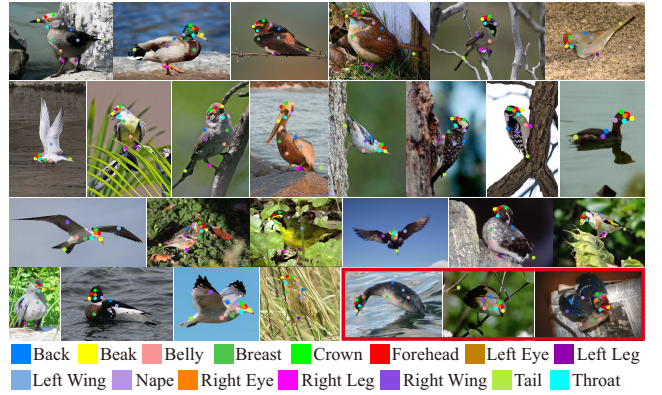 Back Beak Belly Breast Crown Forehead Left Eye Left Leg
Left Wing Nape Right Eye Right Leg Right Wing Tail Throat